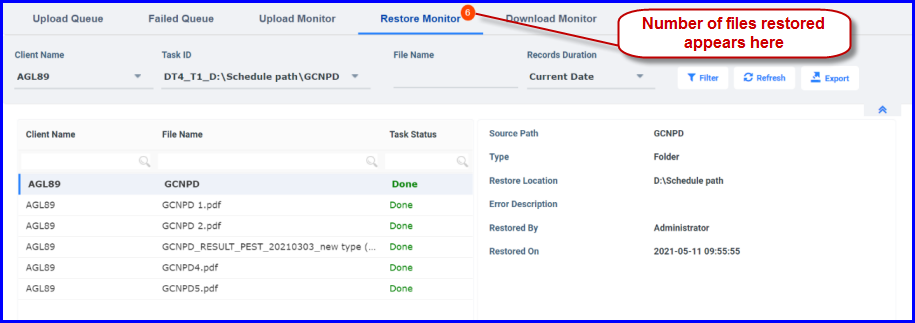 Upload Queue Failed Queue Upload Monitor Restore Monitor 6 Download Monitor
Number of files restored
appears here
Client Name Task ID File Name Records Duration
AGL89 DT4_T1_D:\Schedule path\GCNPD Current Date Filter Refresh Export
Client Name File Name Task Status
AGL89 GCNPD Done
AGL89 GCNPD 1.pdf Done
AGL89 GCNPD 2.pdf Done
AGL89 GCNPD_RESULT_PEST_20210303_new type (... Done
AGL89 GCNPD4.pdf Done
AGL89 GCNPD5.pdf Done
Source Path GCNPD
Type Folder
Restore Location D:\Schedule path
Error Description
Restored By Administrator
Restored On 2021-05-11 09:55:55